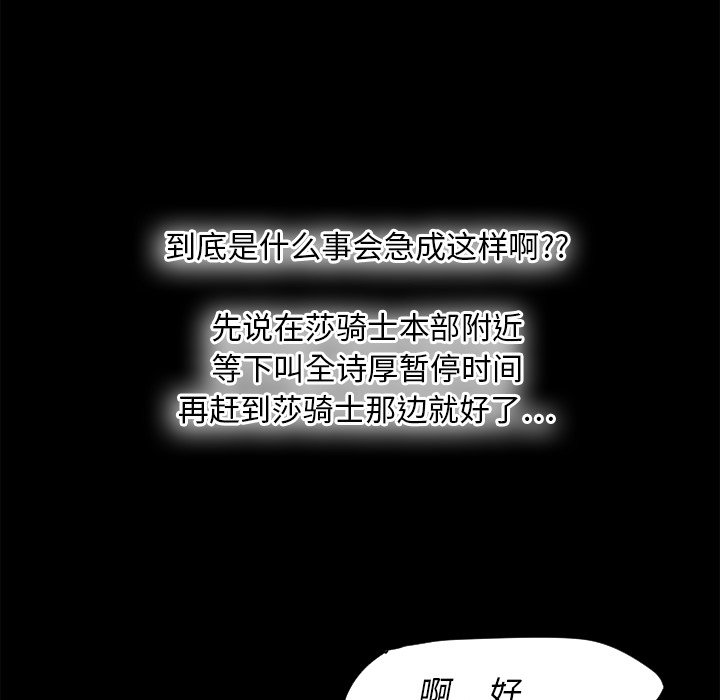 到底是什么事会急成这样啊??
先说在莎骑士本部附近
等下叫全诗厚暂停时间
再赶到莎骑士那边就好了...
啊 好